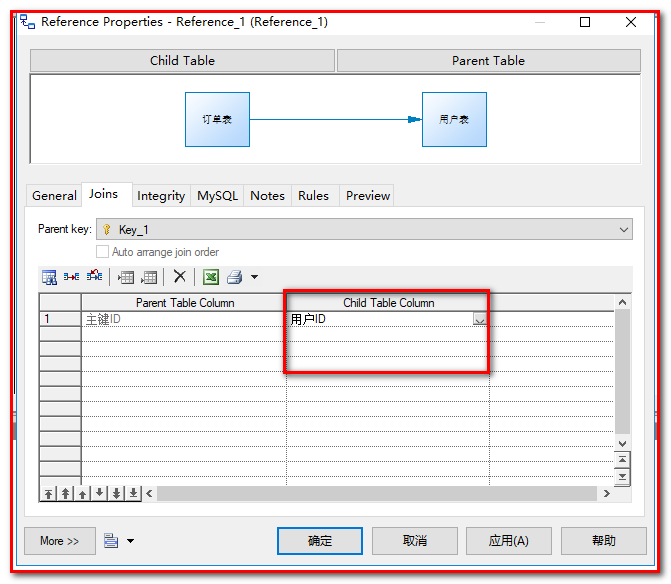 Reference Properties - Reference_1 (Reference_1)
Child Table Parent Table
订单表 用户表
General Joins Integrity MySQL Notes Rules Preview
Parent key: Key_1
Auto arrange join order
Parent Table Column Child Table Column
1 主键ID 用户ID
More >> 确定 取消 应用(A) 帮助